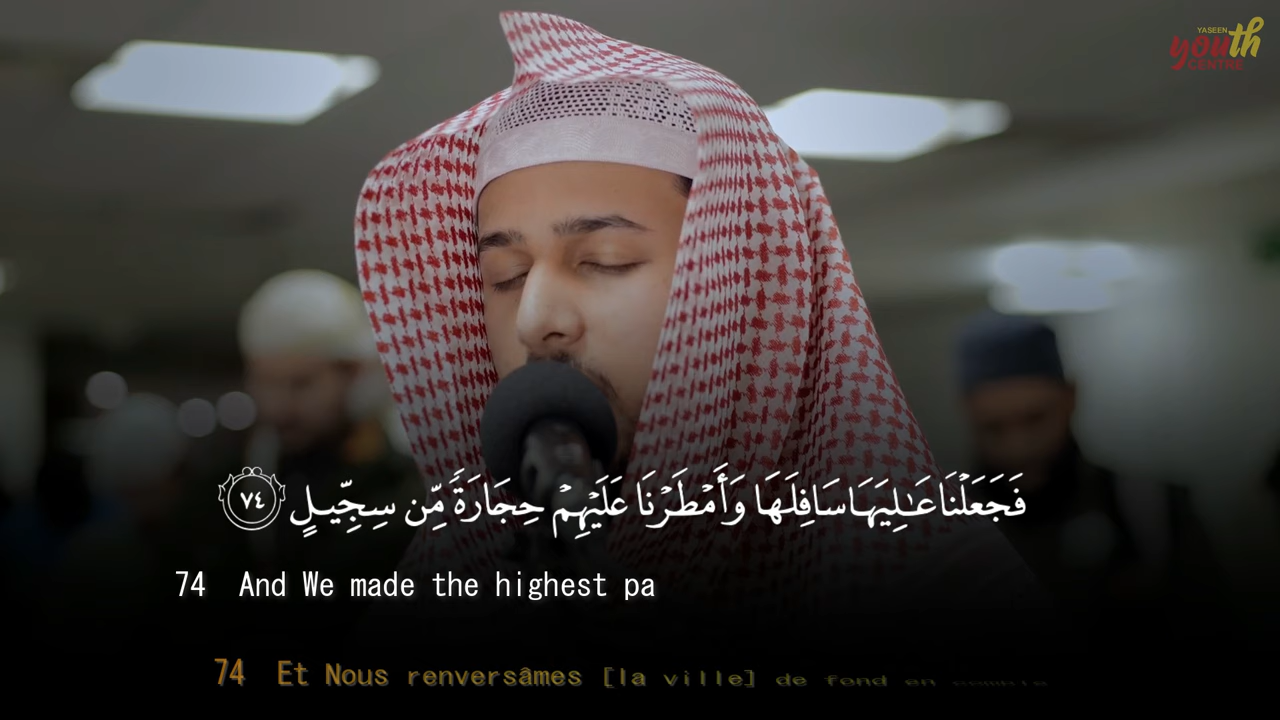 YASEEN
youth
CENTRE
فَجَعَلْنَا عَـٰلِيَهَا سَافِلَهَا وَأَمْطَرْنَا عَلَيْهِمْ حِجَارَةً مِّن سِجِّيلٍ ٧٤
74 And We made the highest pa
74 Et Nous renversâmes [la ville] de fond en comble